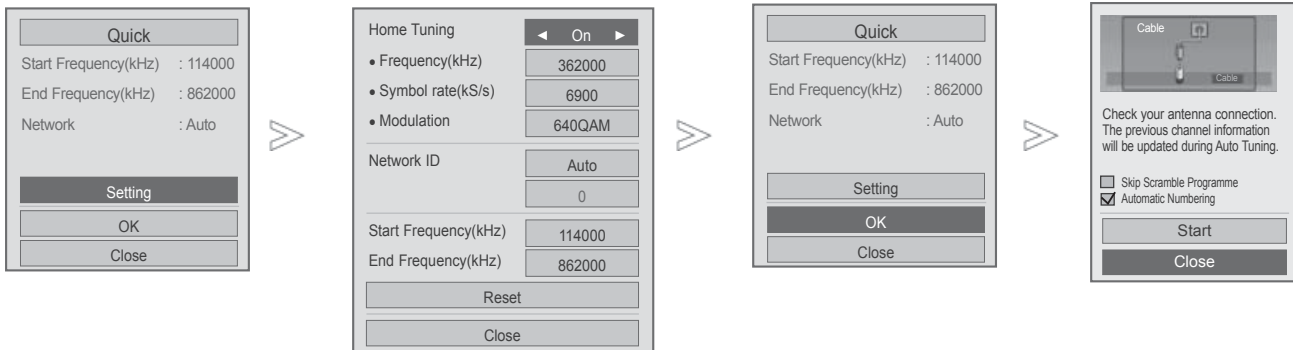 Quick
Start Frequency(kHz) : 114000
End Frequency(kHz) : 862000
Network : Auto
Setting
OK
Close
Home Tuning ◄ On ►
• Frequency(kHz) 362000
• Symbol rate(kS/s) 6900
• Modulation 640QAM
Network ID Auto
0
Start Frequency(kHz) 114000
End Frequency(kHz) 862000
Reset
Close
Quick
Start Frequency(kHz) : 114000
End Frequency(kHz) : 862000
Network : Auto
Setting
OK
Close
Cable
Cable
Check your antenna connection.
The previous channel information
will be updated during Auto Tuning.
Skip Scramble Programme
Automatic Numbering
Start
Close